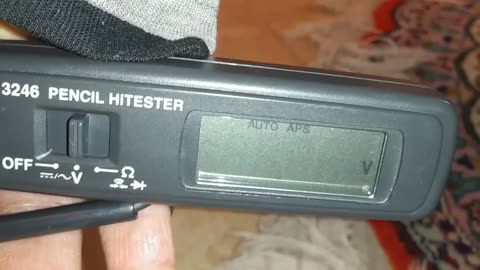 3246 PENCIL HITESTER
AUTO APS
V
OFF
⎓/~V
Ω